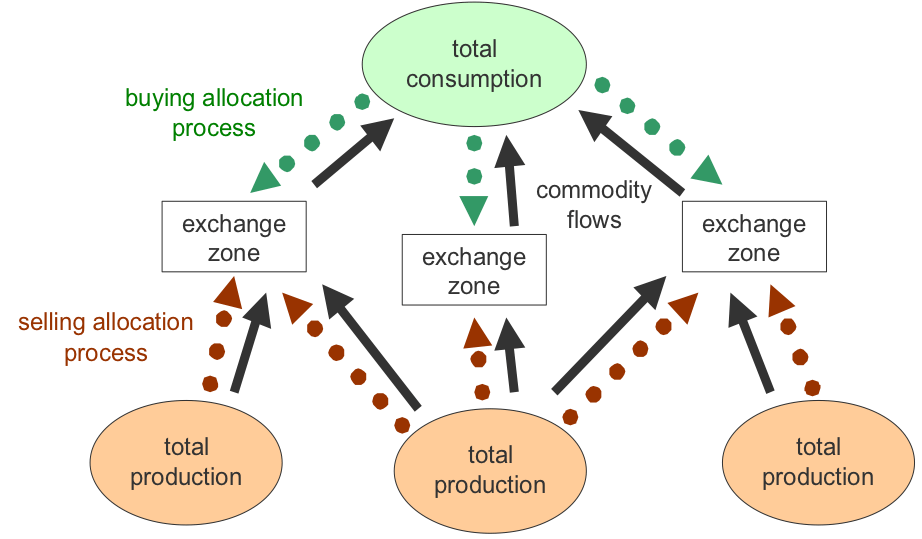 total
consumption
buying allocation
process
commodity
flows
exchange
zone
exchange
zone
exchange
zone
selling allocation
process
total
production
total
production
total
production